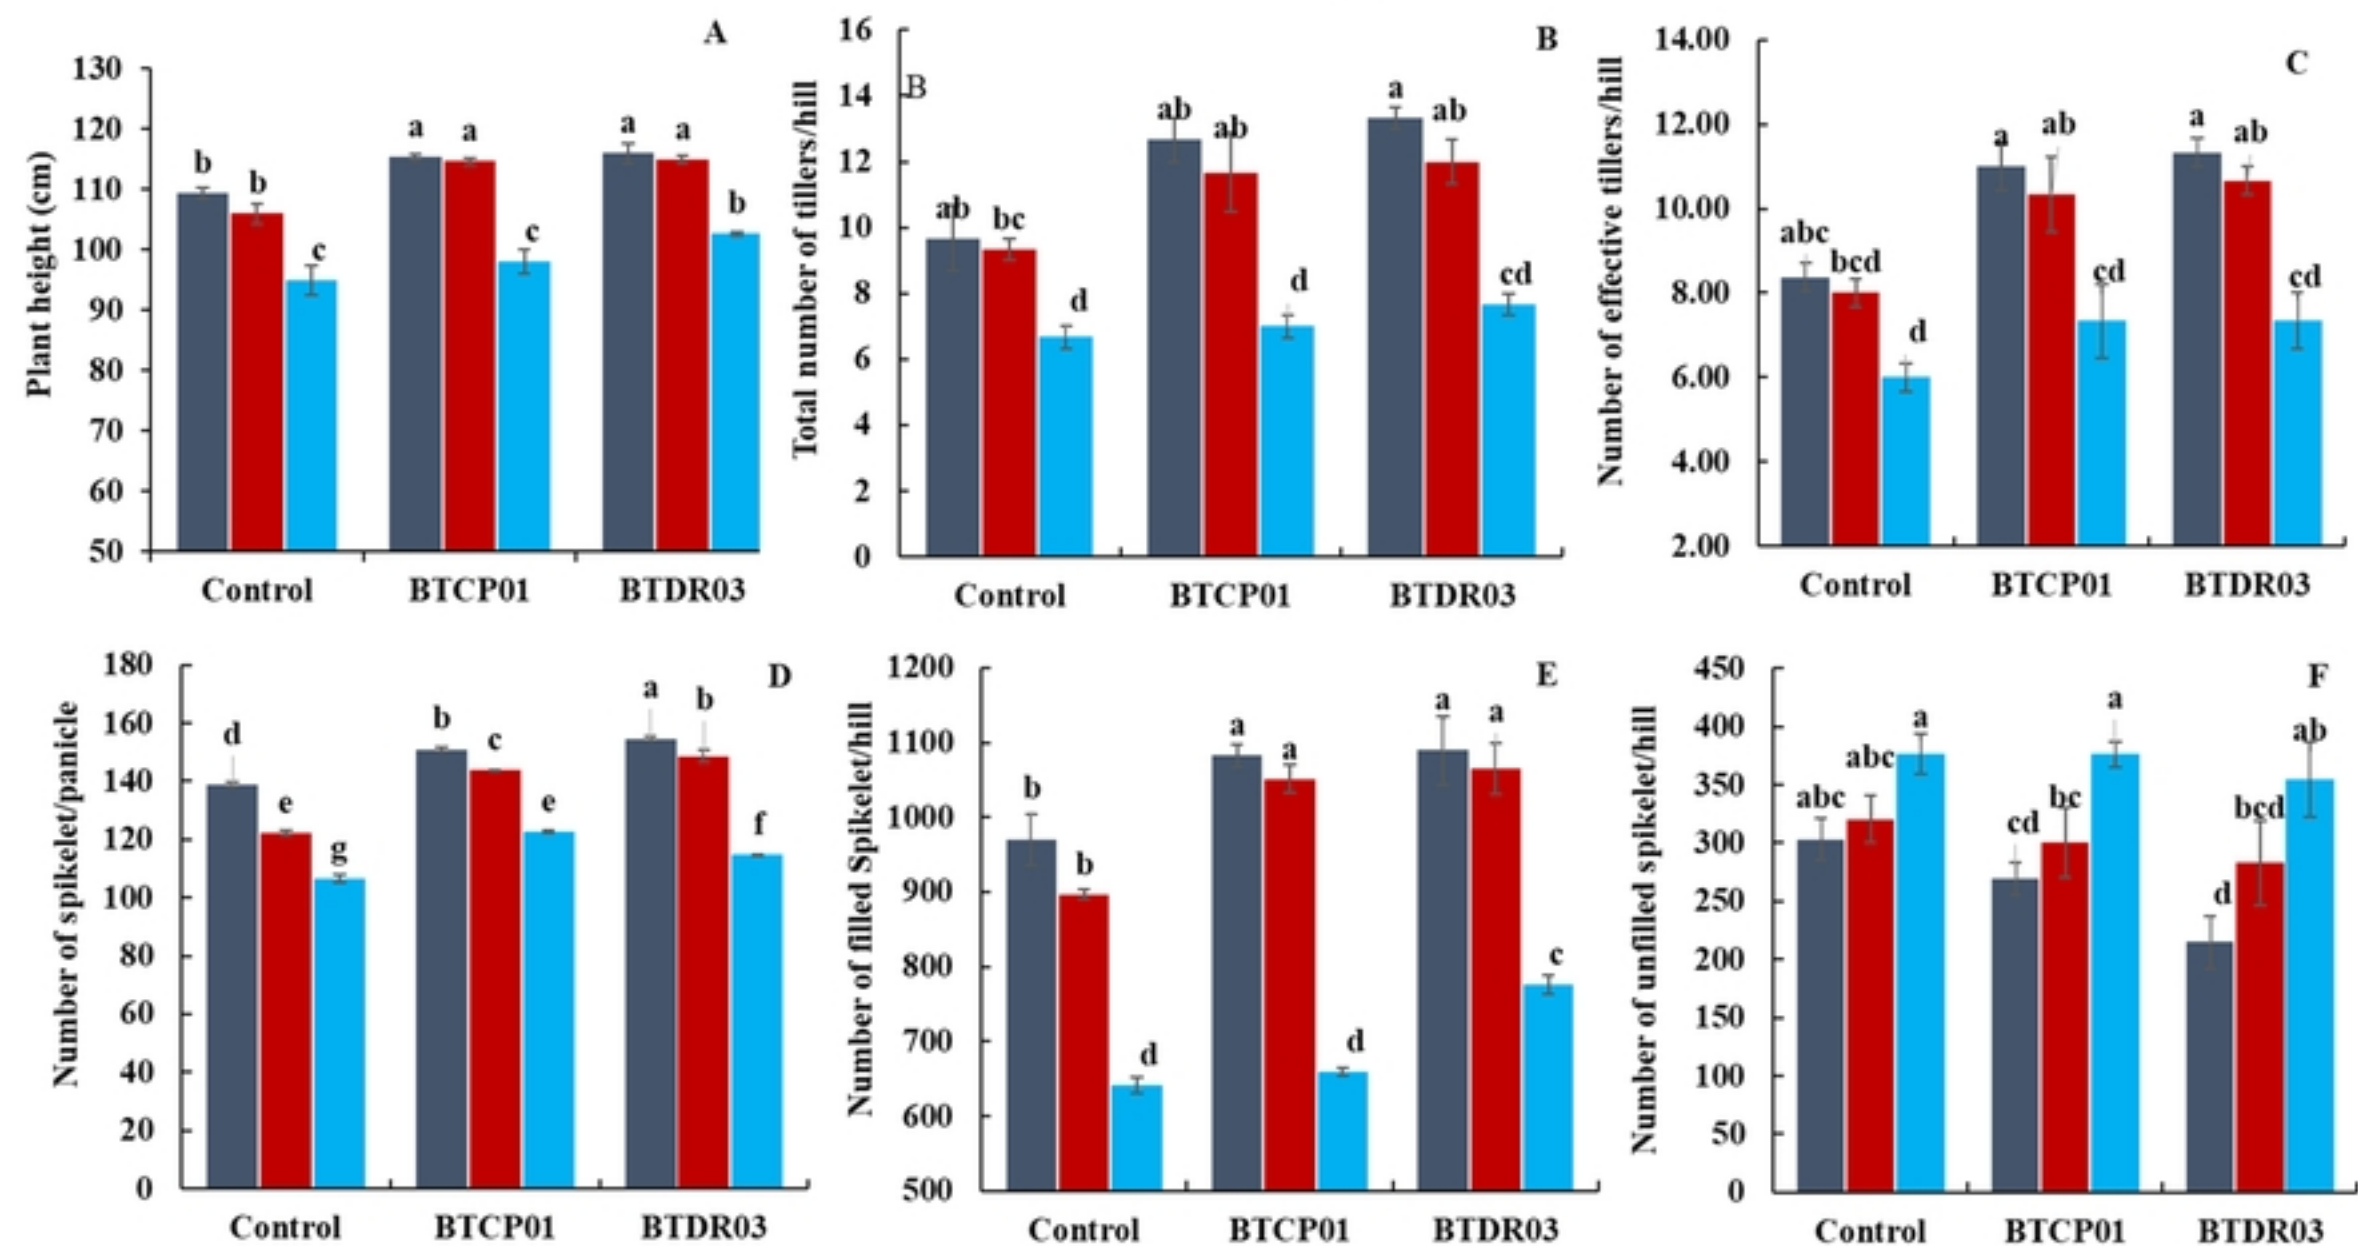 A
Plant height (cm)
130
120
110
100
90
80
70
60
50
b
b
c
a
a
c
a
a
b
Control
BTCP01
BTDR03
B
B
Total number of tillers/hill
16
14
12
10
8
6
4
2
0
ab
bc
d
ab
ab
d
a
ab
cd
Control
BTCP01
BTDR03
C
Number of effective tillers/hill
14.00
12.00
10.00
8.00
6.00
4.00
2.00
abc
bcd
d
a
ab
cd
a
ab
cd
Control
BTCP01
BTDR03
D
Number of spikelet/panicle
180
160
140
120
100
80
60
40
20
0
d
e
g
b
c
e
a
b
f
Control
BTCP01
BTDR03
E
Number of filled Spikelet/hill
1200
1100
1000
900
800
700
600
500
b
b
d
a
a
d
a
a
c
Control
BTCP01
BTDR03
F
Number of unfilled spikelet/hill
450
400
350
300
250
200
150
100
50
0
abc
abc
a
cd
bc
a
d
bcd
ab
Control
BTCP01
BTDR03